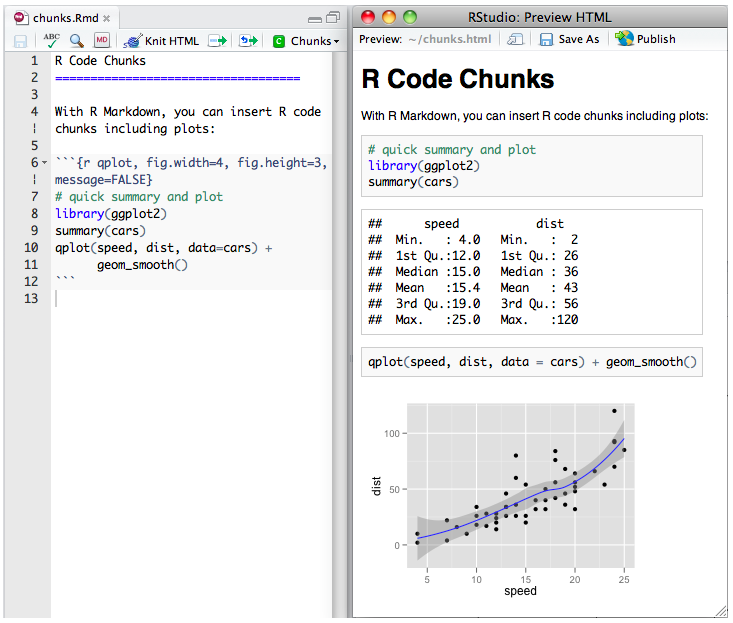 chunks.Rmd
ABC MD Knit HTML Chunks
1 R Code Chunks
2 ===================================
3
4 With R Markdown, you can insert R code
chunks including plots:
5
6 ```{r qplot, fig.width=4, fig.height=3,
message=FALSE}
7 # quick summary and plot
8 library(ggplot2)
9 summary(cars)
10 qplot(speed, dist, data=cars) +
11       geom_smooth()
12 ```
13
RStudio: Preview HTML
Preview: ~/chunks.html Save As Publish
R Code Chunks
With R Markdown, you can insert R code chunks including plots:
# quick summary and plot
library(ggplot2)
summary(cars)
##      speed           dist
##  Min.   : 4.0   Min.   :  2
##  1st Qu.:12.0   1st Qu.: 26
##  Median :15.0   Median : 36
##  Mean   :15.4   Mean   : 43
##  3rd Qu.:19.0   3rd Qu.: 56
##  Max.   :25.0   Max.   :120
qplot(speed, dist, data = cars) + geom_smooth()
100
50
0
dist
5 10 15 20 25
speed